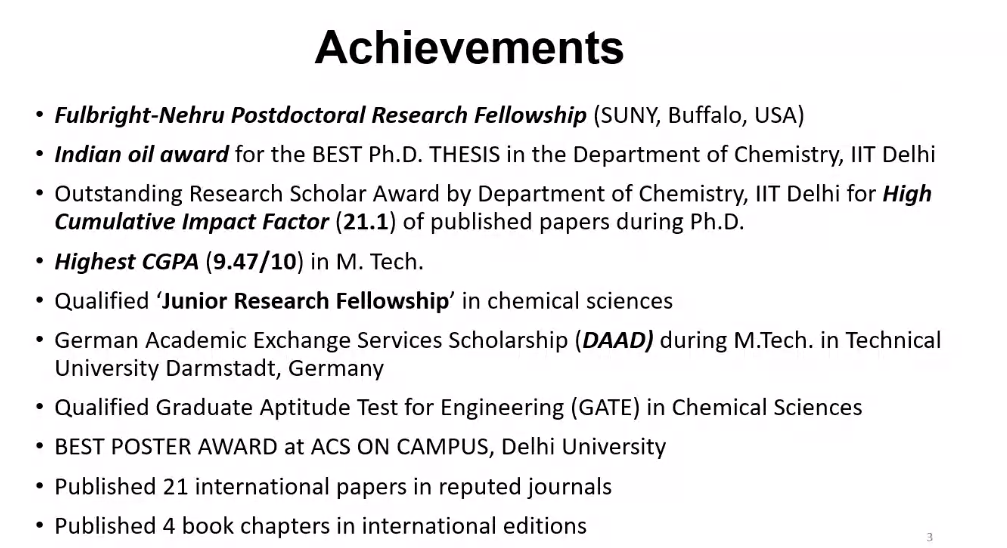 Achievements
• Fulbright-Nehru Postdoctoral Research Fellowship (SUNY, Buffalo, USA)
• Indian oil award for the BEST Ph.D. THESIS in the Department of Chemistry, IIT Delhi
• Outstanding Research Scholar Award by Department of Chemistry, IIT Delhi for High
Cumulative Impact Factor (21.1) of published papers during Ph.D.
• Highest CGPA (9.47/10) in M. Tech.
• Qualified ‘Junior Research Fellowship’ in chemical sciences
• German Academic Exchange Services Scholarship (DAAD) during M.Tech. in Technical
University Darmstadt, Germany
• Qualified Graduate Aptitude Test for Engineering (GATE) in Chemical Sciences
• BEST POSTER AWARD at ACS ON CAMPUS, Delhi University
• Published 21 international papers in reputed journals
• Published 4 book chapters in international editions
3